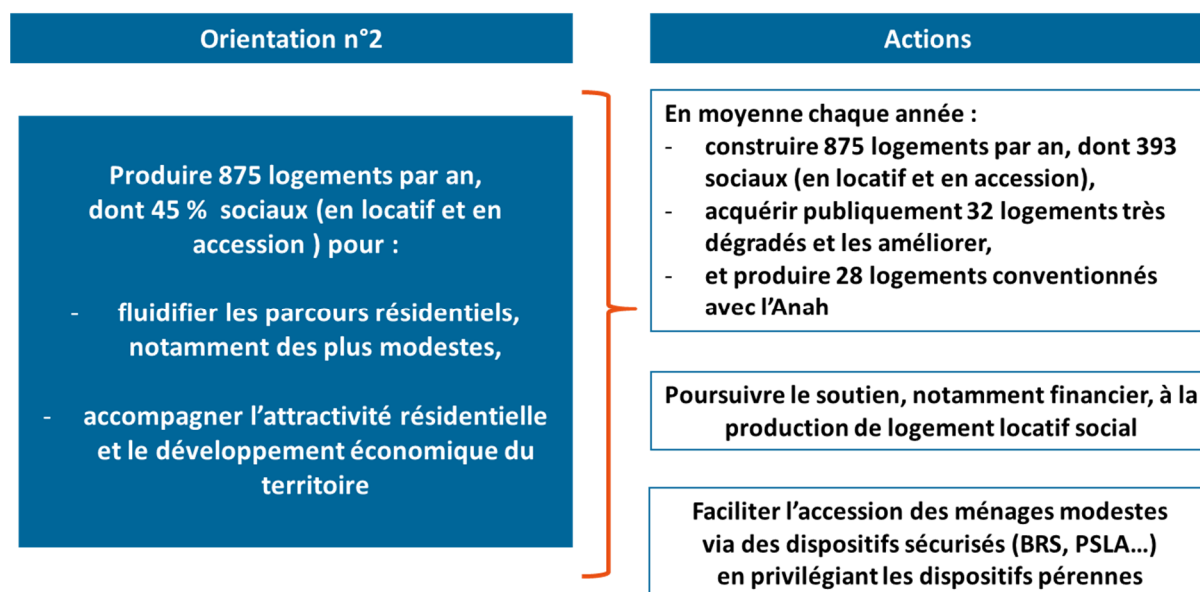 Orientation n°2
Produire 875 logements par an,
dont 45 %  sociaux (en locatif et en
accession ) pour :
- fluidifier les parcours résidentiels,
notamment des plus modestes,
- accompagner l’attractivité résidentielle
et le développement économique du
territoire
Actions
En moyenne chaque année :
- construire 875 logements par an, dont 393
sociaux (en locatif et en accession),
- acquérir publiquement 32 logements très
dégradés et les améliorer,
- et produire 28 logements conventionnés
avec l’Anah
Poursuivre le soutien, notamment financier, à la
production de logement locatif social
Faciliter l’accession des ménages modestes
via des dispositifs sécurisés (BRS, PSLA…)
en privilégiant les dispositifs pérennes